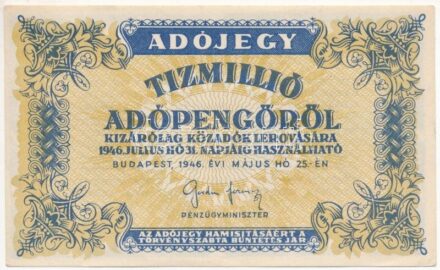 ADÓJEGY
TIZMILLIÓ
ADÓPENGŐRŐL
KIZÁRÓLAG KÖZADÓK LEROVÁSÁRA
1946. JULIUS HÓ 31. NAPJÁIG HASZNÁLHATÓ
BUDAPEST, 1946. ÉVI MÁJUS HÓ 25.-ÉN
PÉNZÜGYMINISZTER
AZ ADÓJEGY HAMISITÁSÁÉRT A
TÖRVÉNYSZABTA BÜNTETÉS JÁR